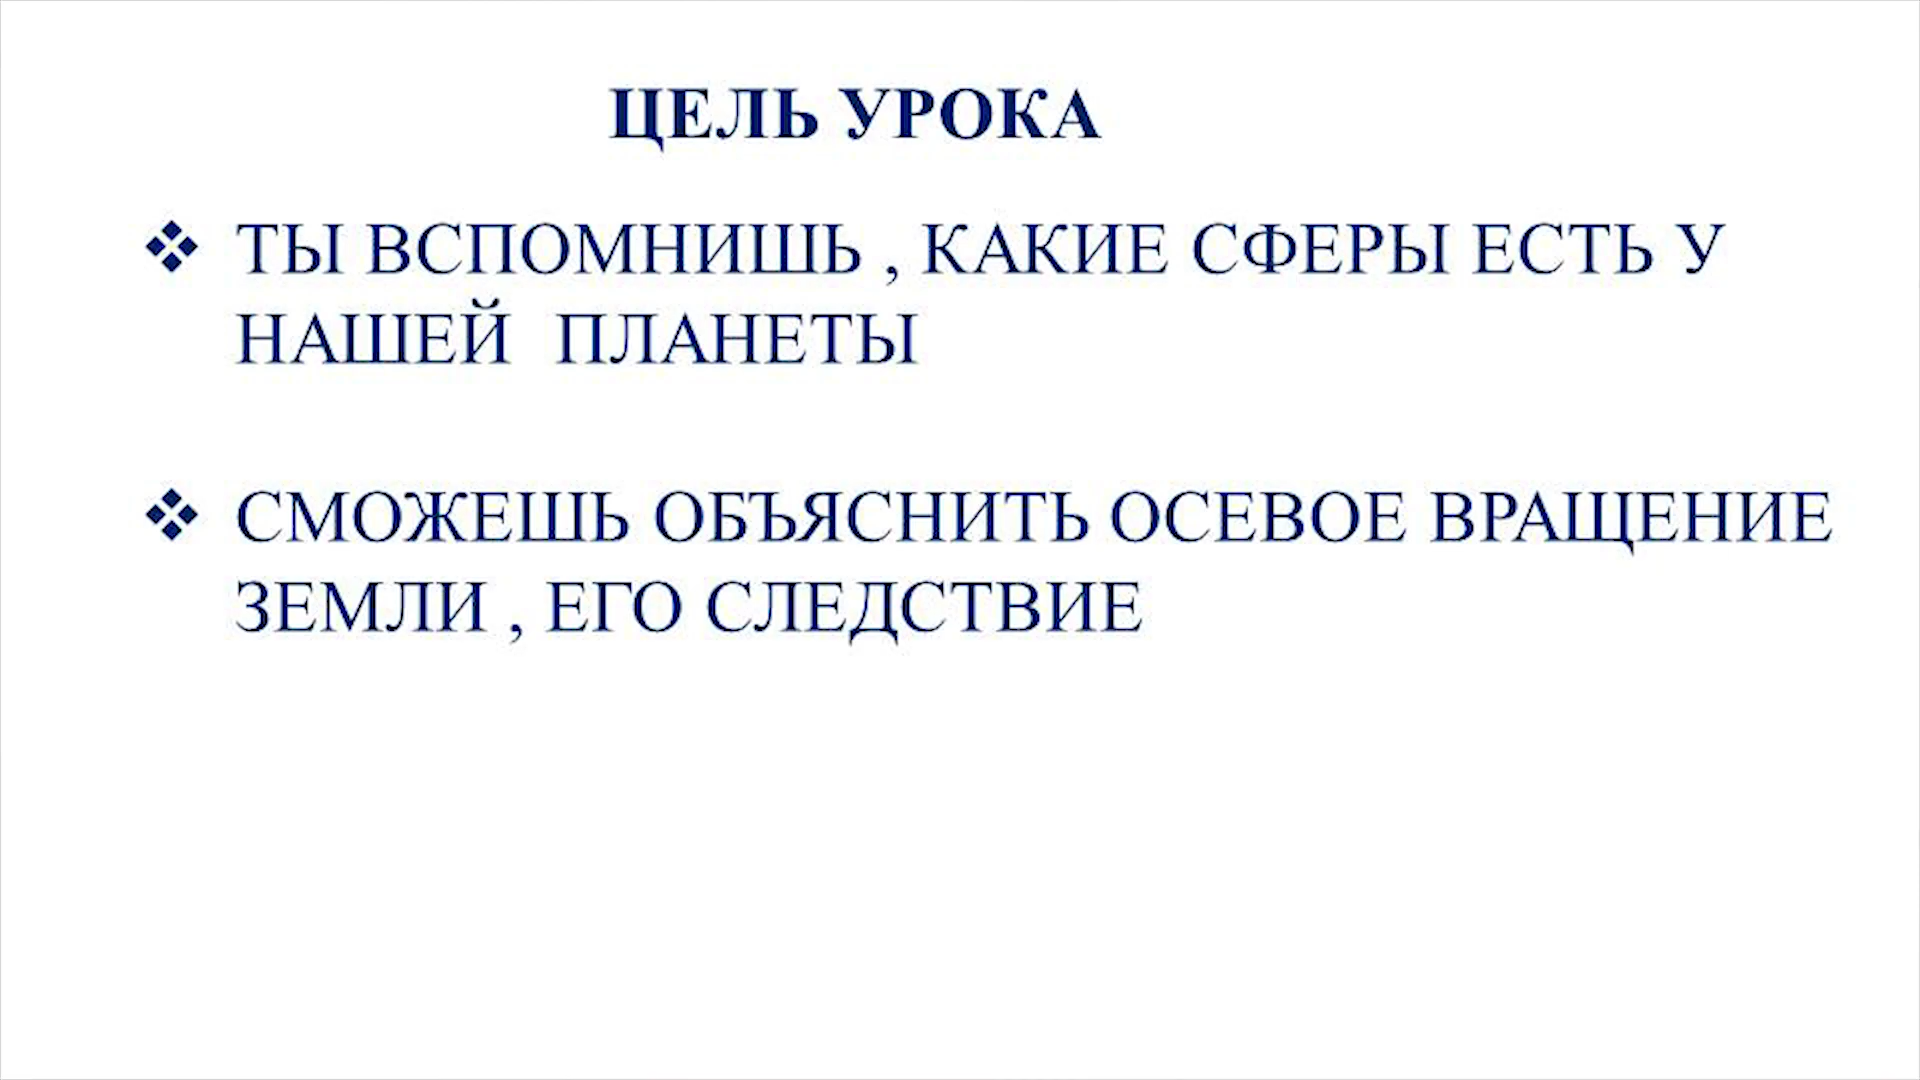 ЦЕЛЬ УРОКА
❖ ТЫ ВСПОМНИШЬ , КАКИЕ СФЕРЫ ЕСТЬ У
НАШЕЙ  ПЛАНЕТЫ
❖ СМОЖЕШЬ ОБЪЯСНИТЬ ОСЕВОЕ ВРАЩЕНИЕ
ЗЕМЛИ , ЕГО СЛЕДСТВИЕ